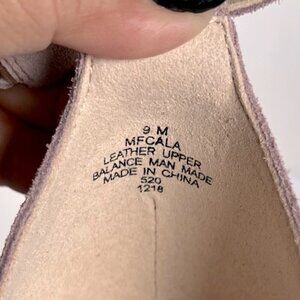 9 M
MFCALA
LEATHER UPPER
BALANCE MAN MADE
MADE IN CHINA
520
1218